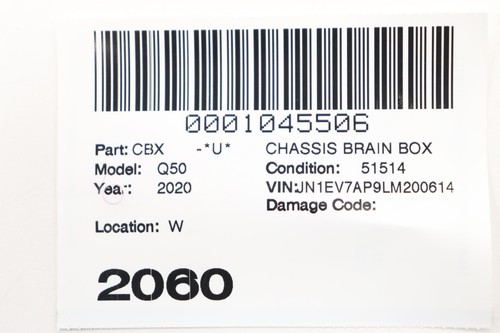 0001045506
Part: CBX -*U* CHASSIS BRAIN BOX
Model: Q50 Condition: 51514
Year: 2020 VIN:JN1EV7AP9LM200614
Damage Code:
Location: W
2060